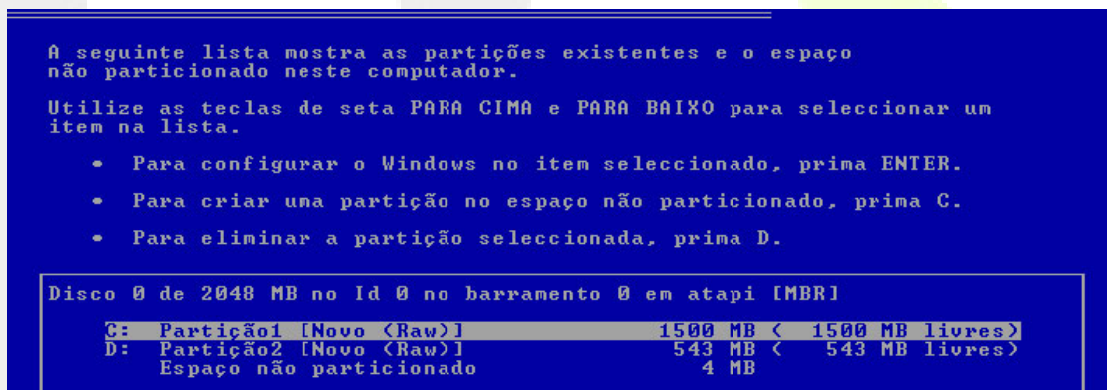 A seguinte lista mostra as partições existentes e o espaço
não particionado neste computador.
Utilize as teclas de seta PARA CIMA e PARA BAIXO para seleccionar um
item na lista.
• Para configurar o Windows no item seleccionado, prima ENTER.
• Para criar uma partição no espaço não particionado, prima C.
• Para eliminar a partição seleccionada, prima D.
Disco 0 de 2048 MB no Id 0 no barramento 0 em atapi [MBR]
C: Partição1 [Novo (Raw)] 1500 MB ( 1500 MB livres)
D: Partição2 [Novo (Raw)] 543 MB ( 543 MB livres)
Espaço não particionado 4 MB